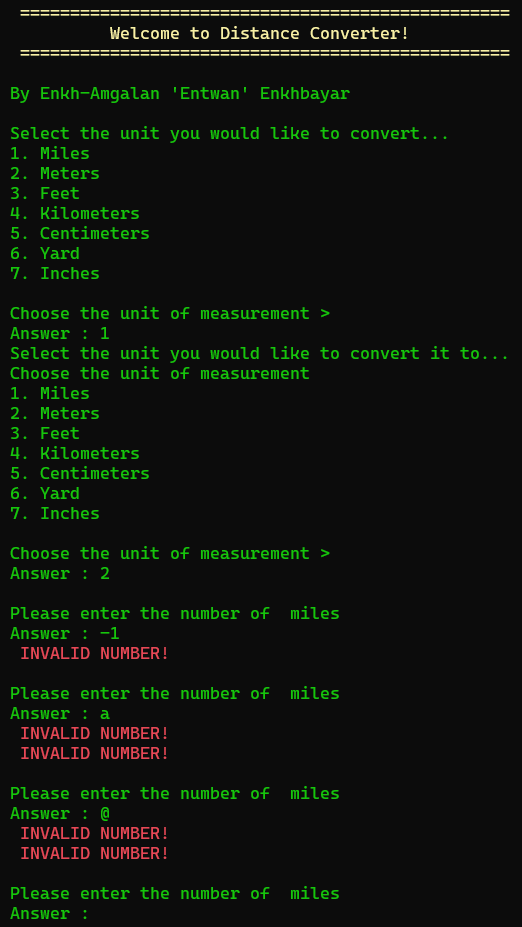 =================================================
Welcome to Distance Converter!
=================================================
By Enkh-Amgalan 'Entwan' Enkhbayar
Select the unit you would like to convert...
1. Miles
2. Meters
3. Feet
4. Kilometers
5. Centimeters
6. Yard
7. Inches
Choose the unit of measurement >
Answer : 1
Select the unit you would like to convert it to...
Choose the unit of measurement
1. Miles
2. Meters
3. Feet
4. Kilometers
5. Centimeters
6. Yard
7. Inches
Choose the unit of measurement >
Answer : 2
Please enter the number of  miles
Answer : -1
INVALID NUMBER!
Please enter the number of  miles
Answer : a
INVALID NUMBER!
INVALID NUMBER!
Please enter the number of  miles
Answer : @
INVALID NUMBER!
INVALID NUMBER!
Please enter the number of  miles
Answer :